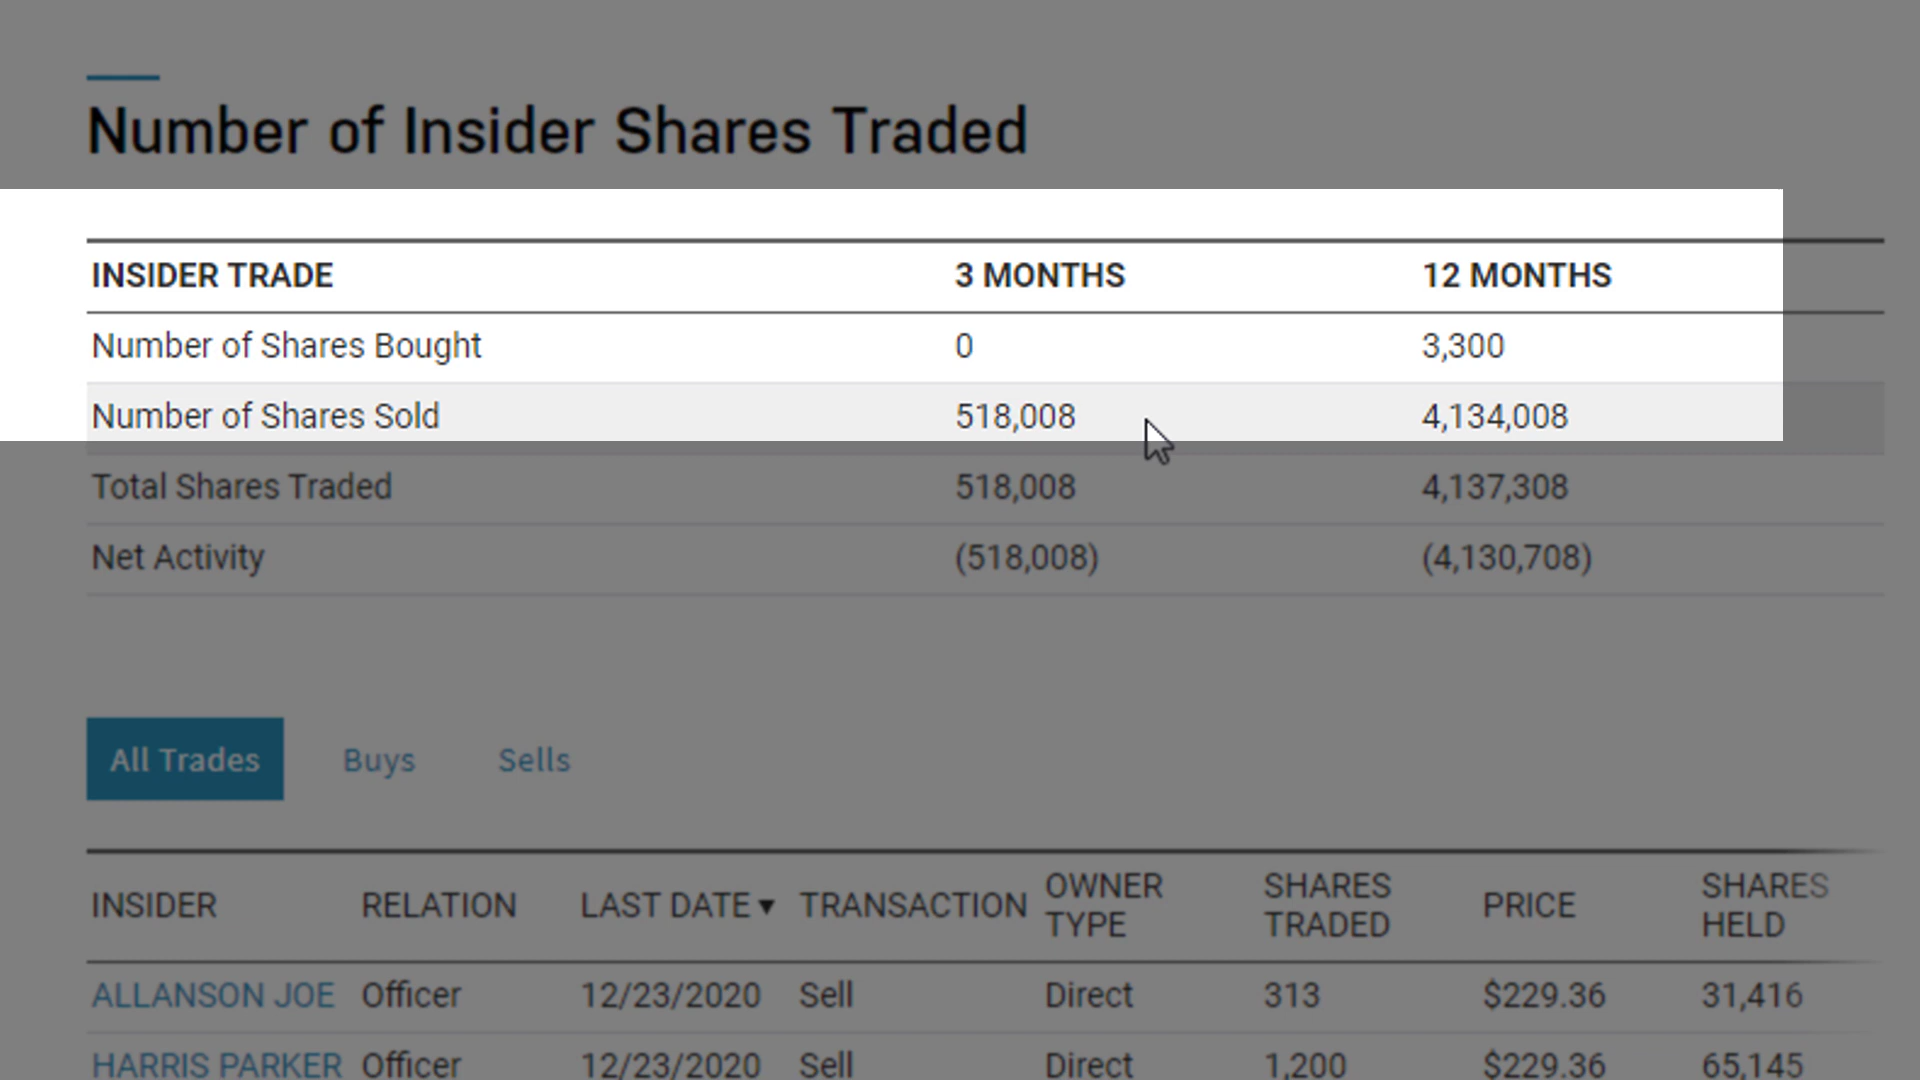 Number of Insider Shares Traded
INSIDER TRADE 3 MONTHS 12 MONTHS
Number of Shares Bought 0 3,300
Number of Shares Sold 518,008 4,134,008
Total Shares Traded 518,008 4,137,308
Net Activity (518,008) (4,130,708)
All Trades Buys Sells
INSIDER RELATION LAST DATE▼ TRANSACTION OWNER TYPE SHARES TRADED PRICE SHARES HELD
ALLANSON JOE Officer 12/23/2020 Sell Direct 313 $229.36 31,416
HARRIS PARKER Officer 12/23/2020 Sell Direct 1,200 $229.36 65,145